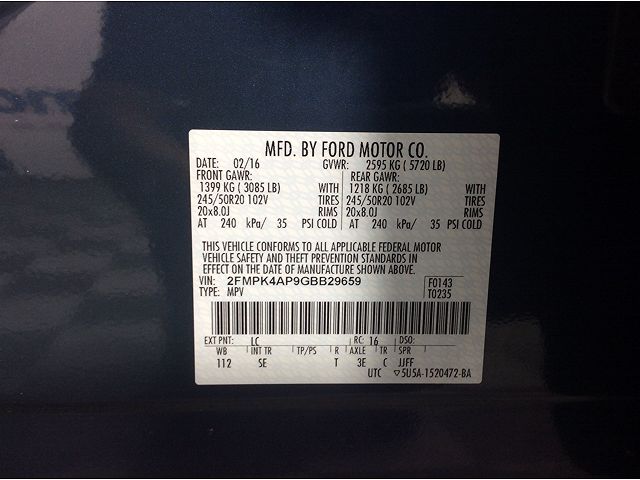 MFD. BY FORD MOTOR CO.
DATE: 02/16 GVWR: 2595 KG ( 5720 LB)
FRONT GAWR: REAR GAWR:
1399 KG ( 3085 LB) WITH 1218 KG ( 2685 LB) WITH
245/50R20 102V TIRES 245/50R20 102V TIRES
20x8.0J RIMS 20x8.0J RIMS
AT 240 kPa/ 35 PSI COLD AT 240 kPa/ 35 PSI COLD
THIS VEHICLE CONFORMS TO ALL APPLICABLE FEDERAL MOTOR
VEHICLE SAFETY AND THEFT PREVENTION STANDARDS IN
EFFECT ON THE DATE OF MANUFACTURE SHOWN ABOVE.
VIN: 2FMPK4AP9GBB29659 F0143
TYPE: MPV T0235
EXT PNT: LC RC: 16 DSO:
WB INT TR TP/PS R AXLE TR SPR
112 SE T 3E C JJFF
UTC ▽5U5A-1520472-BA